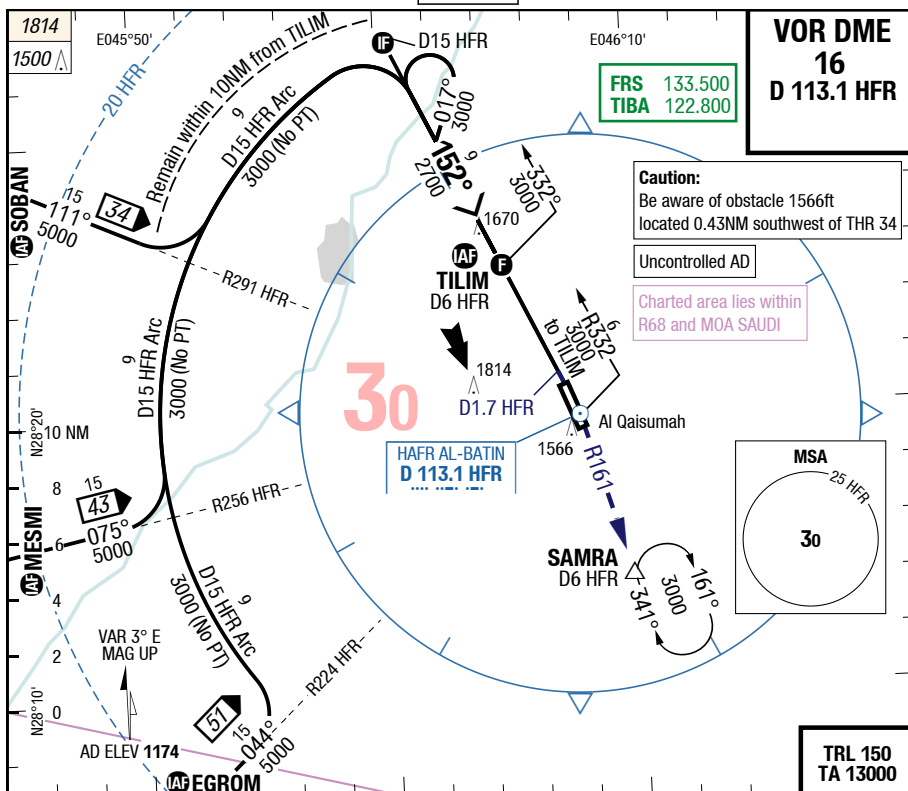 1814
1500
E045°50'
E046°10'
VOR DME
16
D 113.1 HFR
FRS 133.500
TIBA 122.800
Caution:
Be aware of obstacle 1566ft
located 0.43NM southwest of THR 34
Uncontrolled AD
Charted area lies within
R68 and MOA SAUDI
20 HFR
Remain within 10NM from TILIM
9
D15 HFR Arc
3000 (No PT)
IF
D15 HFR
017°
3000
9
152°
2700
332°
3000
1670
IAF
TILIM
D6 HFR
F
IAF SOBAN
15
111°
5000
34
R291 HFR
9
D15 HFR Arc
3000 (No PT)
30
1814
D1.7 HFR
6
R332
3000
to TILIM
Al Qaisumah
1566
HAFR AL-BATIN
D 113.1 HFR
R161
N28°20'
10 NM
8
6
4
2
0
N28°10'
IAF MESMI
15
43
075°
5000
R256 HFR
9
D15 HFR Arc
3000 (No PT)
SAMRA
D6 HFR
161°
3000
341°
MSA
25 HFR
30
VAR 3° E
MAG UP
AD ELEV 1174
51
15
044°
5000
R224 HFR
IAF EGROM
TRL 150
TA 13000